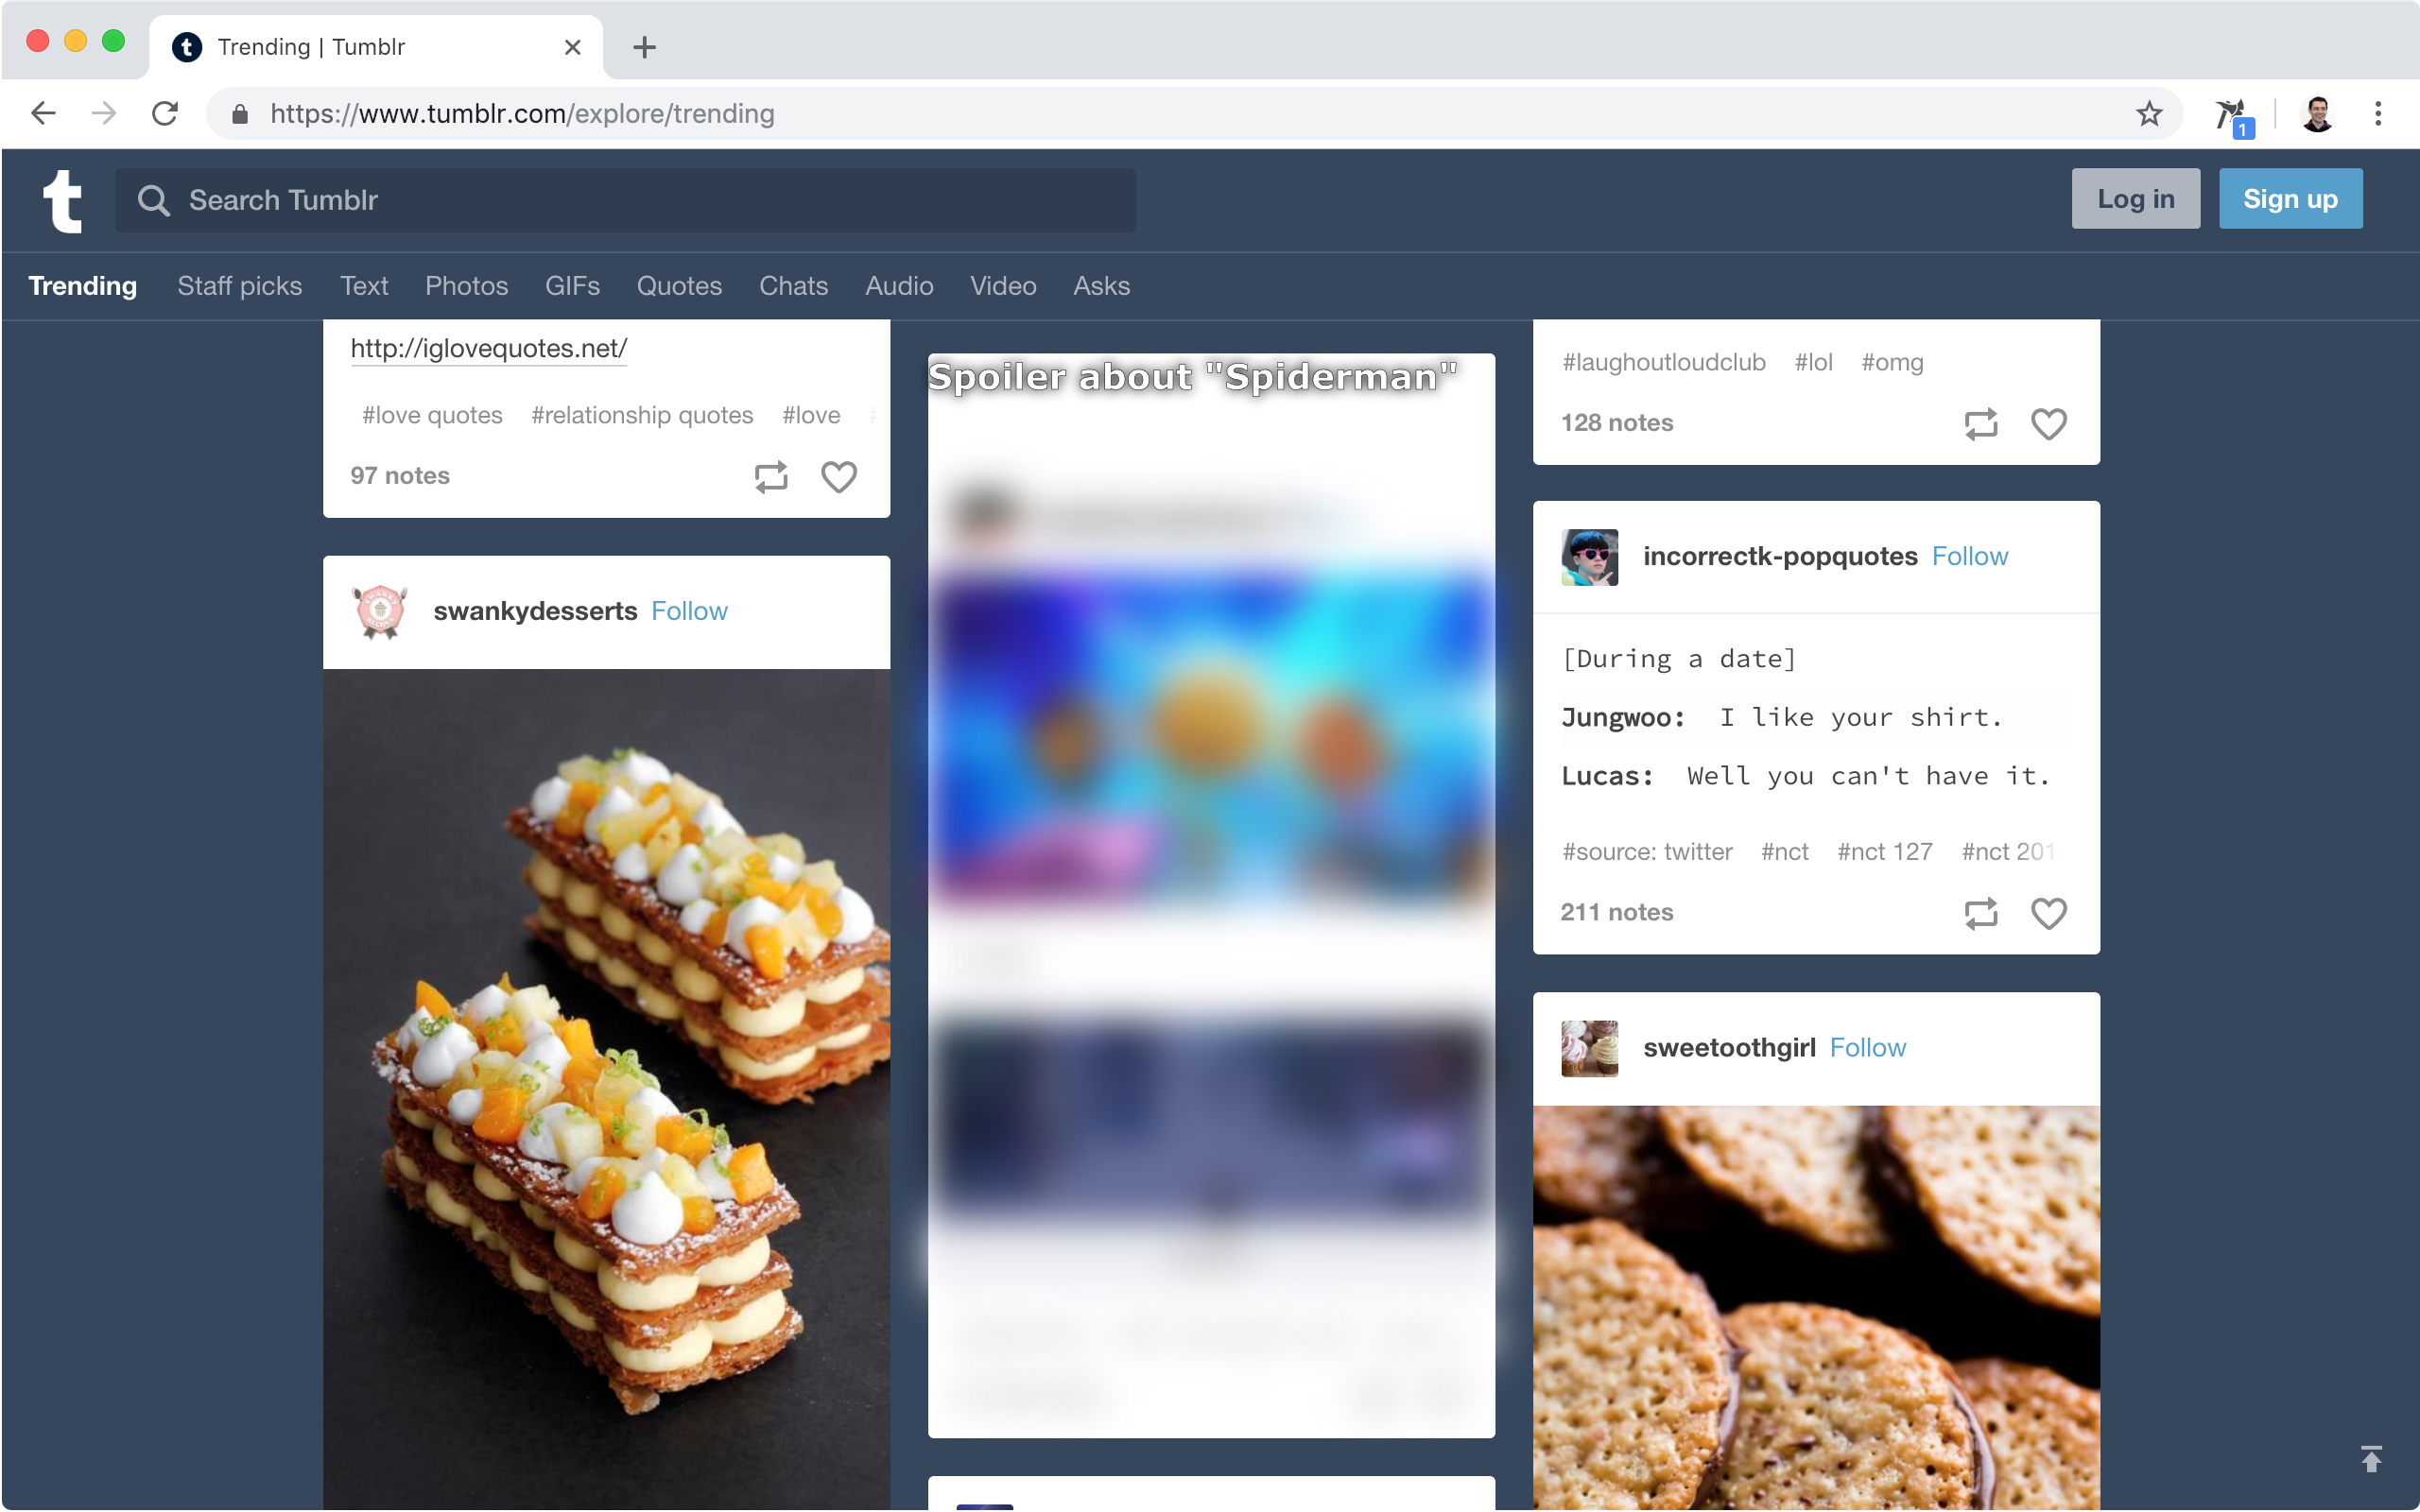 Trending | Tumblr
https://www.tumblr.com/explore/trending
1
Search Tumblr
Log in
Sign up
Trending Staff picks Text Photos GIFs Quotes Chats Audio Video Asks
http://iglovequotes.net/
#love quotes #relationship quotes #love #
97 notes
swankydesserts Follow
Spoiler about "Spiderman"
#laughoutloudclub #lol #omg
128 notes
incorrectk-popquotes Follow
[During a date]
Jungwoo: I like your shirt.
Lucas: Well you can't have it.
#source: twitter #nct #nct 127 #nct 201
211 notes
sweetoothgirl Follow